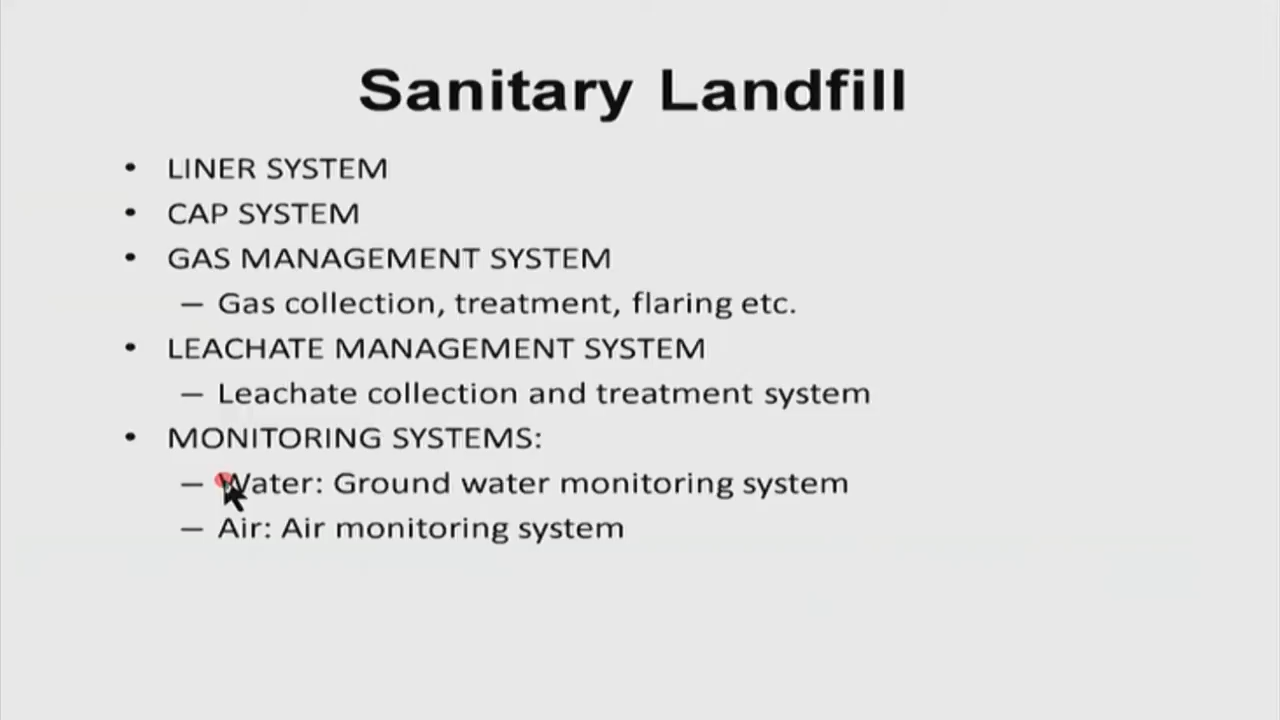 Sanitary Landfill
• LINER SYSTEM
• CAP SYSTEM
• GAS MANAGEMENT SYSTEM
– Gas collection, treatment, flaring etc.
• LEACHATE MANAGEMENT SYSTEM
– Leachate collection and treatment system
• MONITORING SYSTEMS:
– Water: Ground water monitoring system
– Air: Air monitoring system